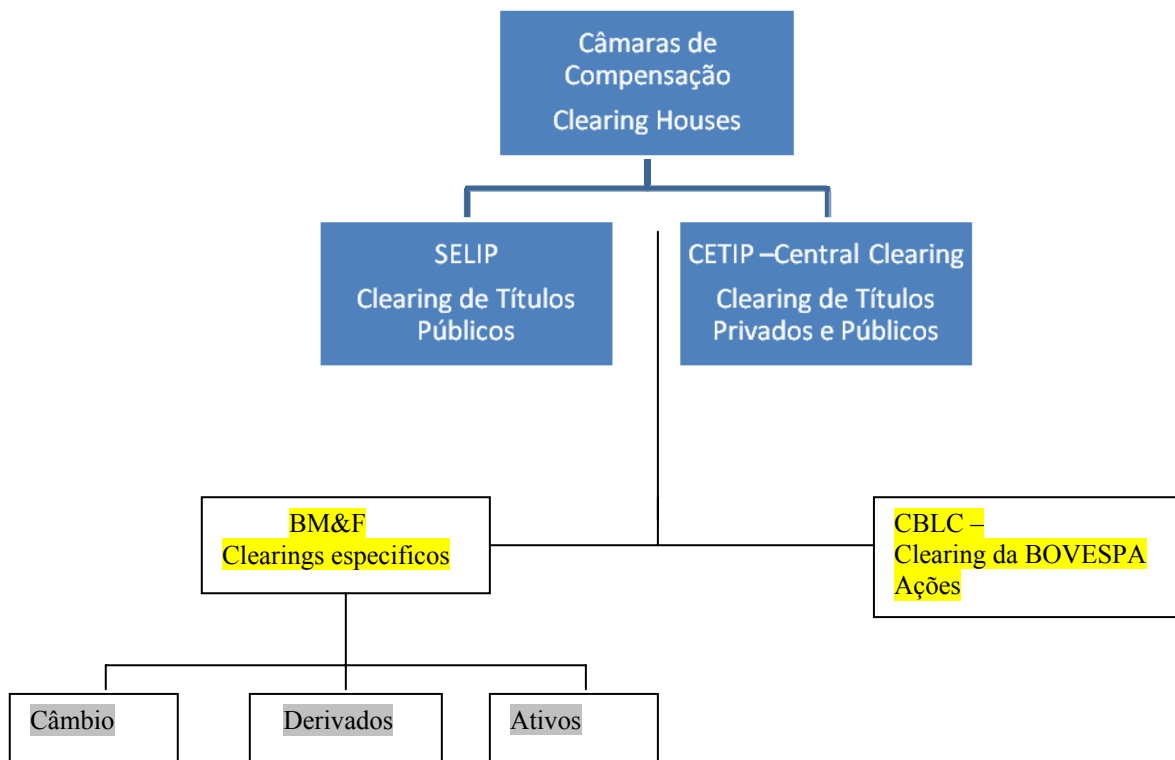 Câmaras de
Compensação
Clearing Houses
SELIP
Clearing de Títulos
Públicos
CETIP –Central Clearing
Clearing de Títulos
Privados e Públicos
BM&F
Clearings especificos
CBLC –
Clearing da BOVESPA
Ações
Câmbio
Derivados
Ativos